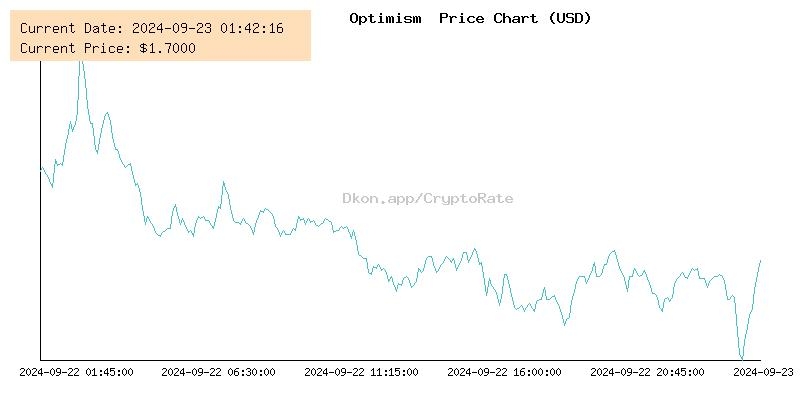 Optimism  Price Chart (USD)
Current Date: 2024-09-23 01:42:16
Current Price: $1.7000
Dkon.app/CryptoRate
2024-09-22 01:45:00 2024-09-22 06:30:00 2024-09-22 11:15:00 2024-09-22 16:00:00 2024-09-22 20:45:00 2024-09-23